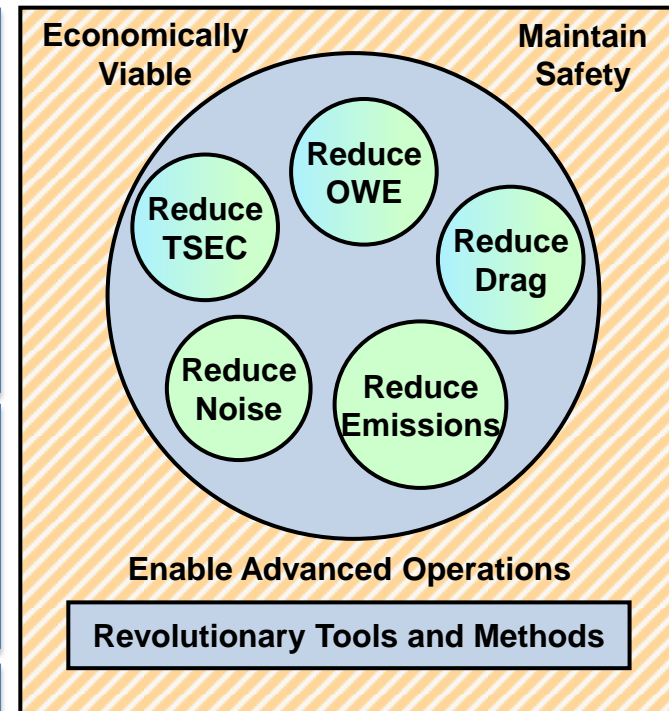 Economically
Viable
Maintain
Safety
Reduce
OWE
Reduce
TSEC
Reduce
Drag
Reduce
Noise
Reduce
Emissions
Enable Advanced Operations
Revolutionary Tools and Methods